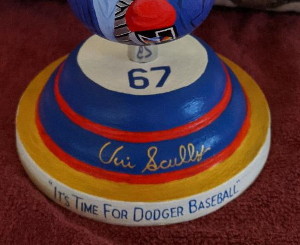 67
Vin Scully
"IT'S TIME FOR DODGER BASEBALL"